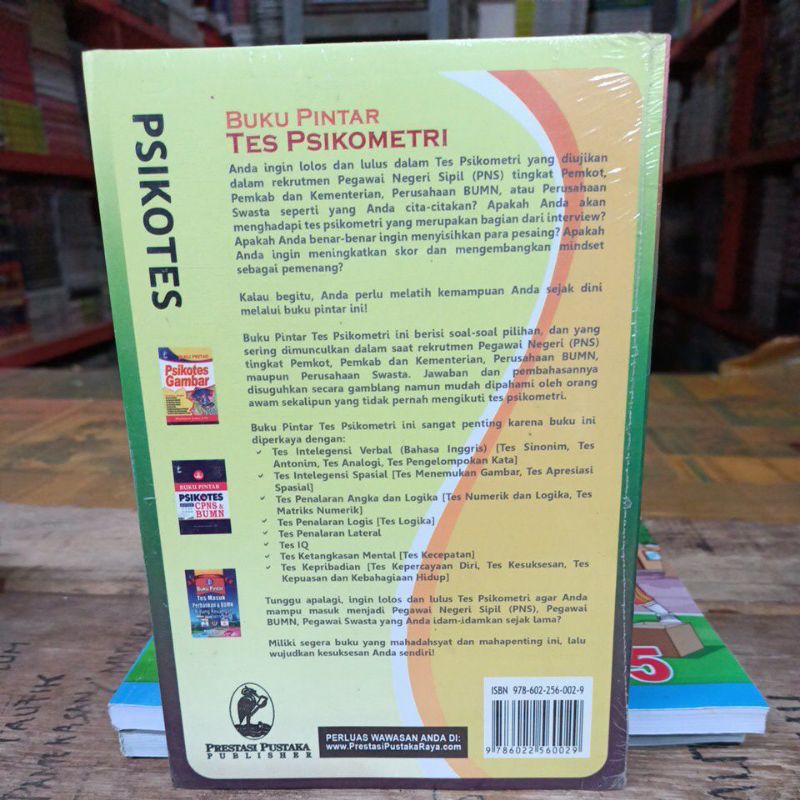 PSIKOTES
BUKU PINTAR
TES PSIKOMETRI
Anda ingin lolos dan lulus dalam Tes Psikometri yang diujikan
dalam rekrutmen Pegawai Negeri Sipil (PNS) tingkat Pemkot,
Pemkab dan Kementerian, Perusahaan BUMN, atau Perusahaan
Swasta seperti yang Anda cita-citakan? Apakah Anda akan
menghadapi tes psikometri yang merupakan bagian dari interview?
Apakah Anda benar-benar ingin menyisihkan para pesaing? Apakah
Anda ingin meningkatkan skor dan mengembangkan mindset
sebagai pemenang?
Kalau begitu, Anda perlu melatih kemampuan Anda sejak dini
melalui buku pintar ini!
Buku Pintar Tes Psikometri ini berisi soal-soal pilihan, dan yang
sering dimunculkan dalam saat rekrutmen Pegawai Negeri (PNS)
tingkat Pemkot, Pemkab dan Kementerian, Perusahaan BUMN,
maupun Perusahaan Swasta. Jawaban dan pembahasannya
disuguhkan secara gamblang namun mudah dipahami oleh orang
awam sekalipun yang tidak pernah mengikuti tes psikometri.
Buku Pintar Tes Psikometri ini sangat penting karena buku ini
diperkaya dengan:
✓ Tes Intelegensi Verbal (Bahasa Inggris) [Tes Sinonim, Tes
Antonim, Tes Analogi, Tes Pengelompokan Kata]
✓ Tes Intelegensi Spasial [Tes Menemukan Gambar, Tes Apresiasi
Spasial]
✓ Tes Penalaran Angka dan Logika [Tes Numerik dan Logika, Tes
Matriks Numerik]
✓ Tes Penalaran Logis [Tes Logika]
✓ Tes Penalaran Lateral
✓ Tes IQ
✓ Tes Ketangkasan Mental [Tes Kecepatan]
✓ Tes Kepribadian [Tes Kepercayaan Diri, Tes Kesuksesan, Tes
Kepuasan dan Kebahagiaan Hidup]
Tunggu apalagi, ingin lolos dan lulus Tes Psikometri agar Anda
mampu masuk menjadi Pegawai Negeri Sipil (PNS), Pegawai
BUMN, Pegawai Swasta yang Anda idam-idamkan sejak lama?
Miliki segera buku yang mahadahsyat dan mahapenting ini, lalu
wujudkan kesuksesan Anda sendiri!
BUKU PINTAR
Psikotes
Gambar
BUKU PINTAR
PSIKOTES
CPNS &
BUMN
BUKU PINTAR
Tes Masuk
Perbankan & BUMN
PRESTASI PUSTAKA
PUBLISHER
PERLUAS WAWASAN ANDA DI:
www.PrestasiPustakaRaya.com
ISBN 978-602-256-002-9
9 786022 560029
5